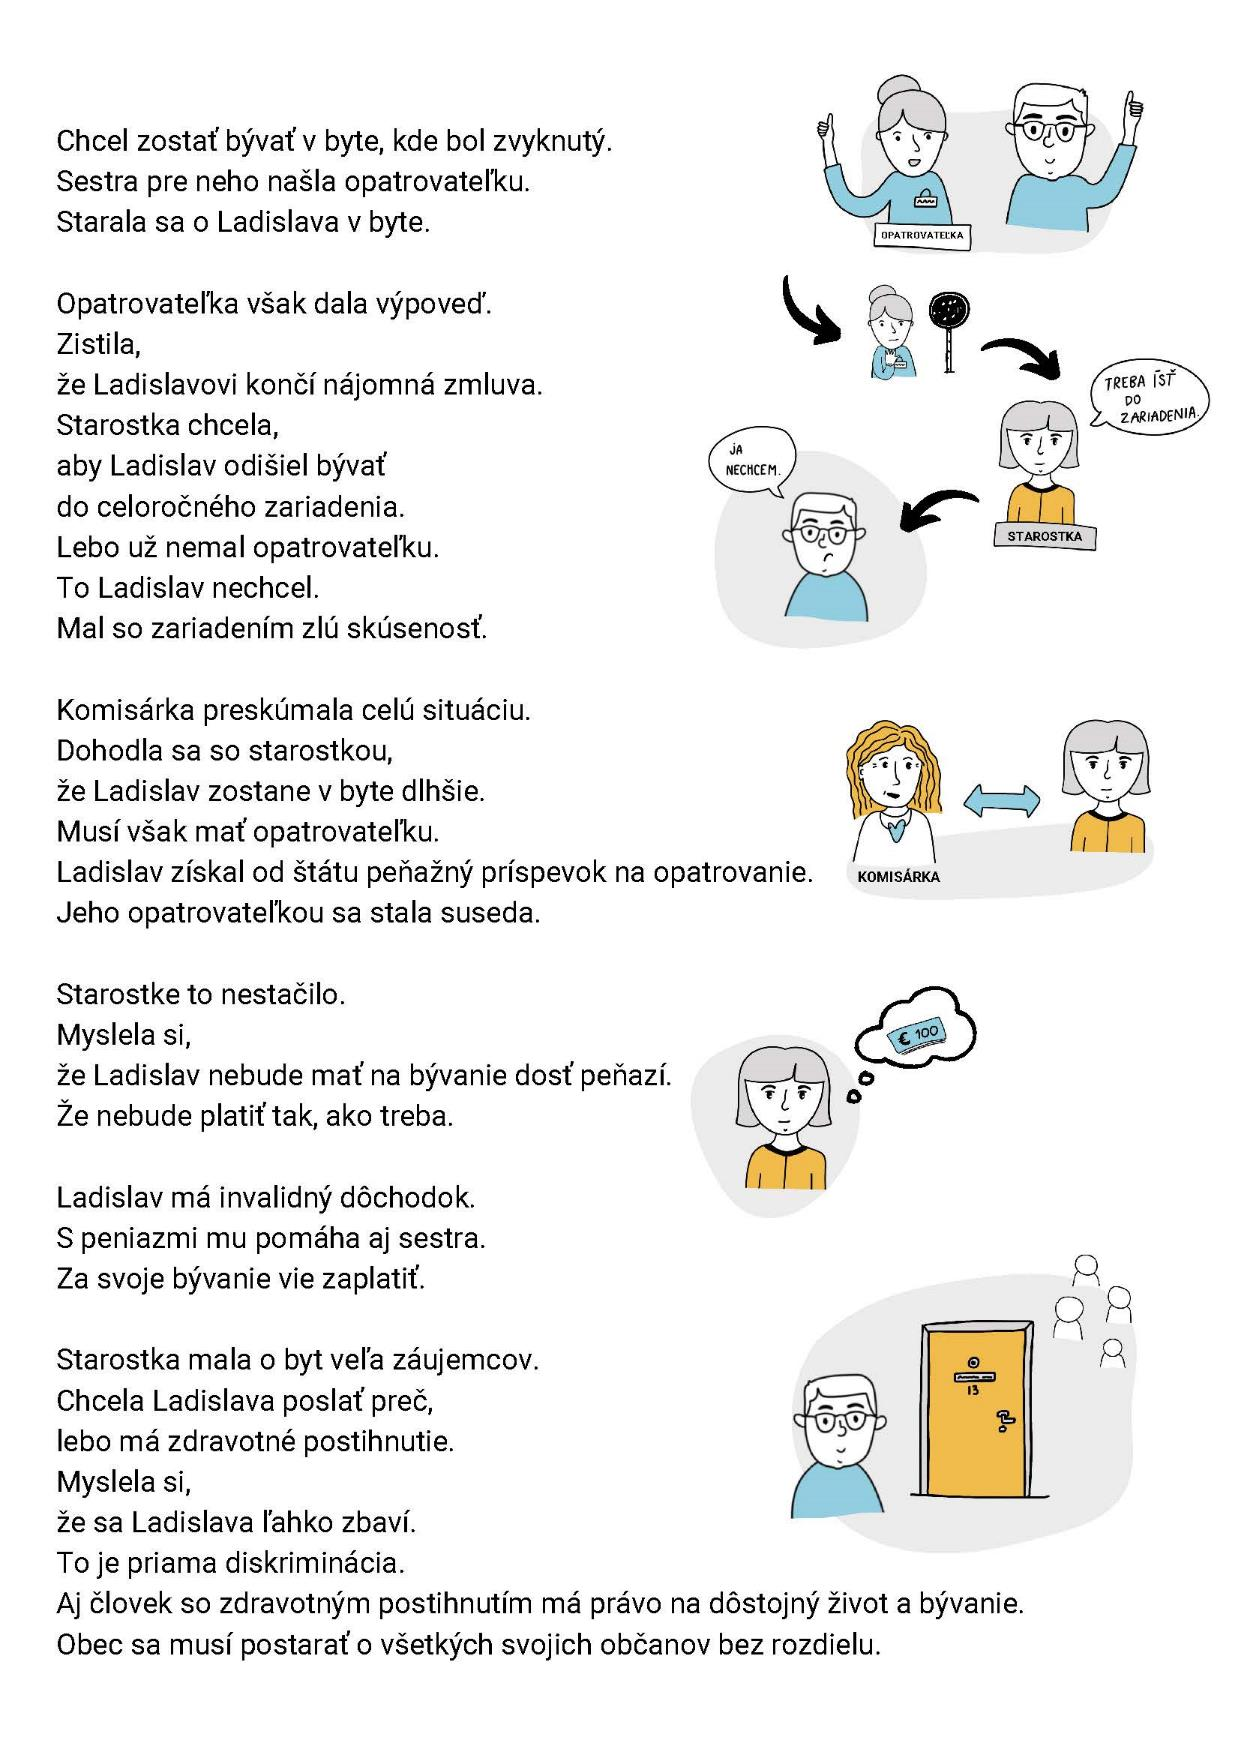 Chcel zostať bývať v byte, kde bol zvyknutý.
Sestra pre neho našla opatrovateľku.
Starala sa o Ladislava v byte.
OPATROVATEĽKA
Opatrovateľka však dala výpoveď.
Zistila,
že Ladislavovi končí nájomná zmluva.
Starostka chcela,
aby Ladislav odišiel bývať
do celoročného zariadenia.
Lebo už nemal opatrovateľku.
To Ladislav nechcel.
Mal so zariadením zlú skúsenosť.
TREBA ÍSŤ
DO
ZARIADENIA.
STAROSTKA
JA
NECHCEM.
Komisárka preskúmala celú situáciu.
Dohodla sa so starostkou,
že Ladislav zostane v byte dlhšie.
Musí však mať opatrovateľku.
Ladislav získal od štátu peňažný príspevok na opatrovanie.
Jeho opatrovateľkou sa stala suseda.
KOMISÁRKA
Starostke to nestačilo.
Myslela si,
že Ladislav nebude mať na bývanie dosť peňazí.
Že nebude platiť tak, ako treba.
€ 100
Ladislav má invalidný dôchodok.
S peniazmi mu pomáha aj sestra.
Za svoje bývanie vie zaplatiť.
Starostka mala o byt veľa záujemcov.
Chcela Ladislava poslať preč,
lebo má zdravotné postihnutie.
Myslela si,
že sa Ladislava ľahko zbaví.
To je priama diskriminácia.
Aj človek so zdravotným postihnutím má právo na dôstojný život a bývanie.
Obec sa musí postarať o všetkých svojich občanov bez rozdielu.
13